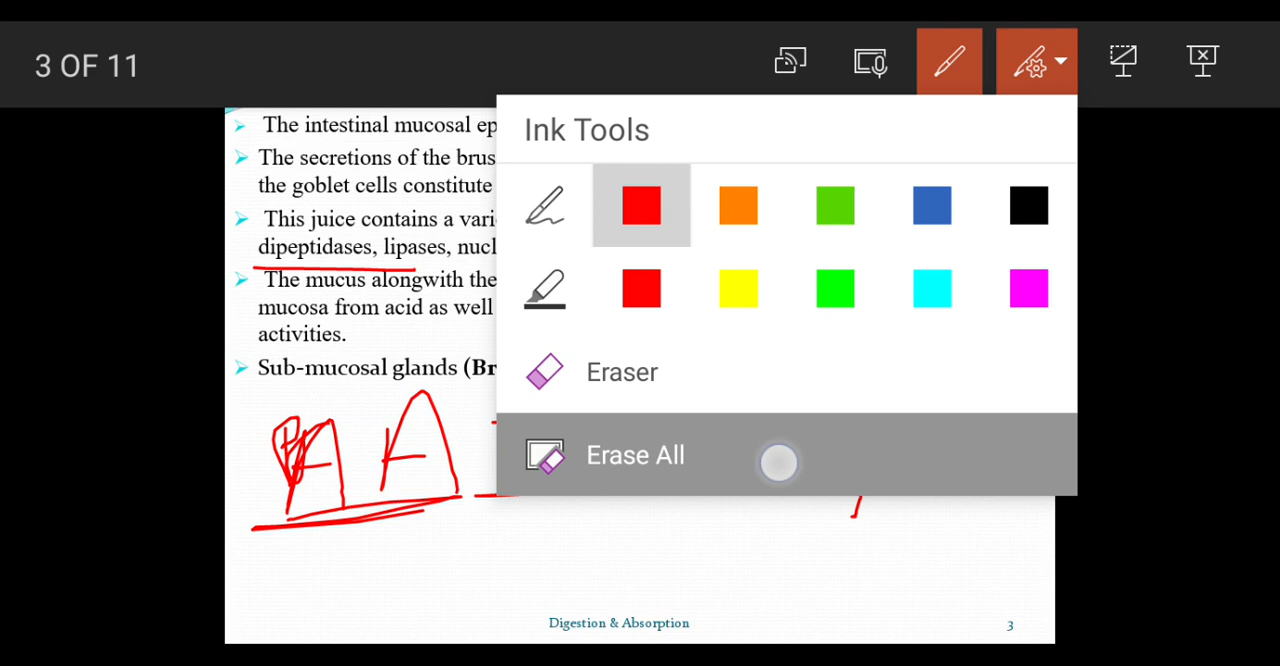 3 OF 11
Ink Tools
The intestinal mucosal ep
The secretions of the brus
the goblet cells constitute
This juice contains a vari
dipeptidases, lipases, nucl
The mucus alongwith the
mucosa from acid as well
activities.
Sub-mucosal glands (Br
Eraser
Erase All
Digestion & Absorption
3